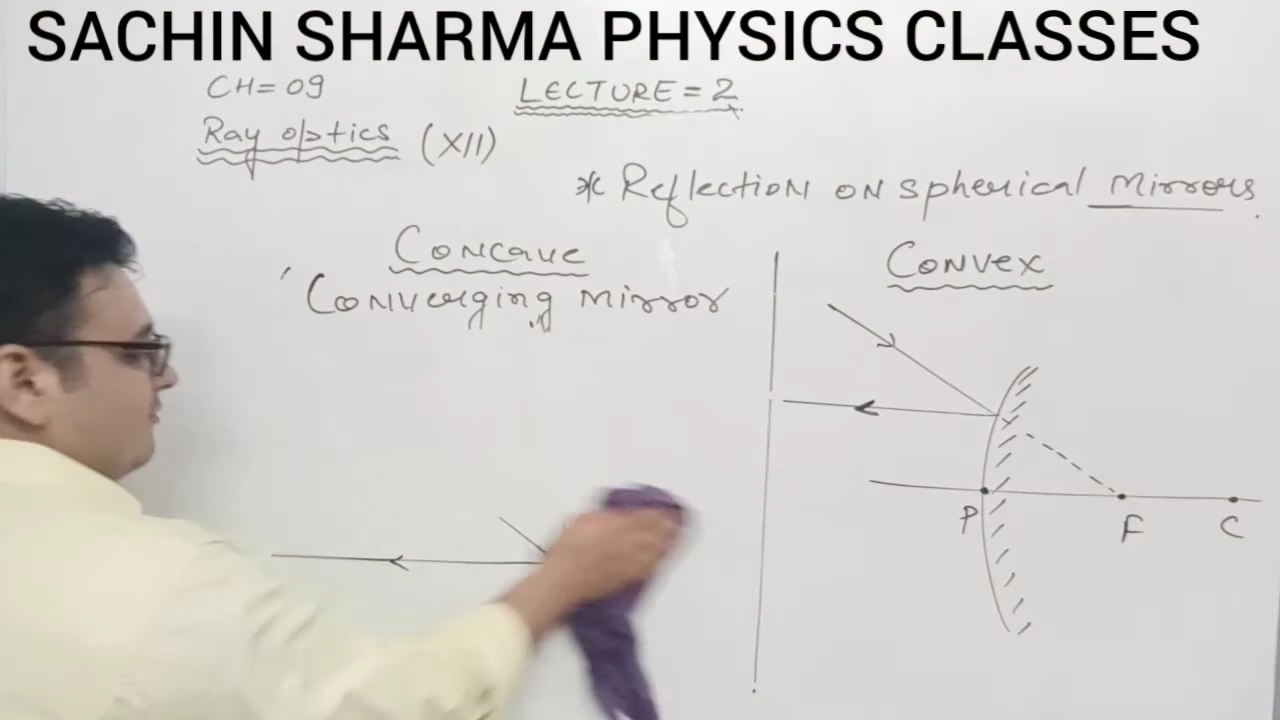 SACHIN SHARMA PHYSICS CLASSES
CH=09
LECTURE=2
Ray optics (XII)
* Reflection on spherical Mirrors.
Concave
Converging mirror
Convex
P
F
C